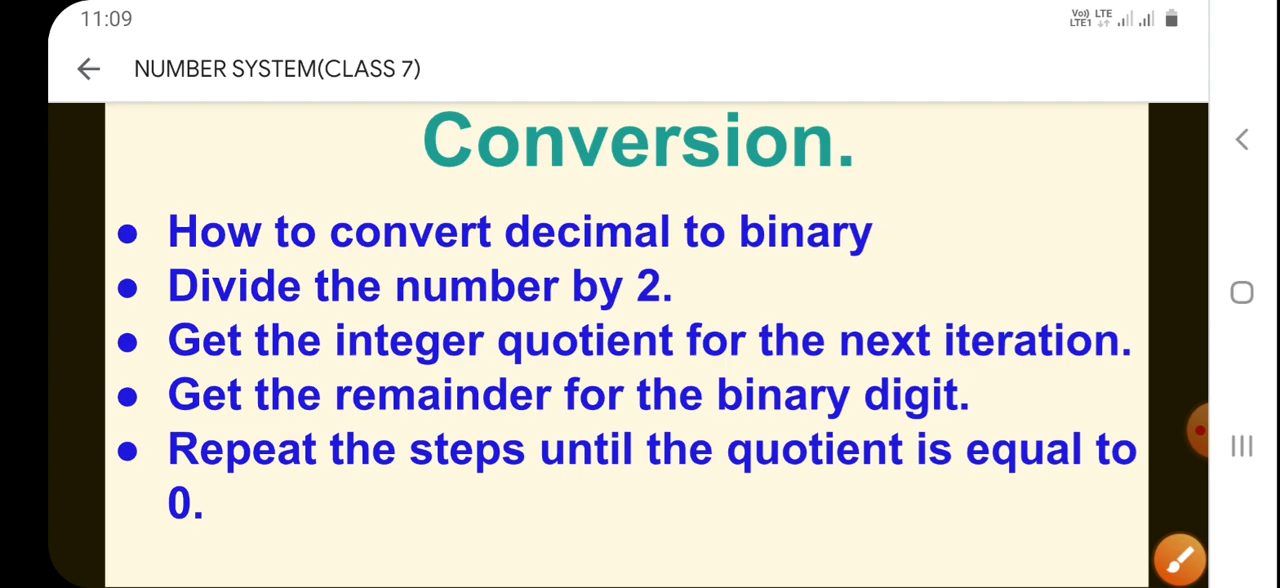 11:09
Vo)) LTE
LTE1
NUMBER SYSTEM(CLASS 7)
Conversion.
● How to convert decimal to binary
● Divide the number by 2.
● Get the integer quotient for the next iteration.
● Get the remainder for the binary digit.
● Repeat the steps until the quotient is equal to
0.